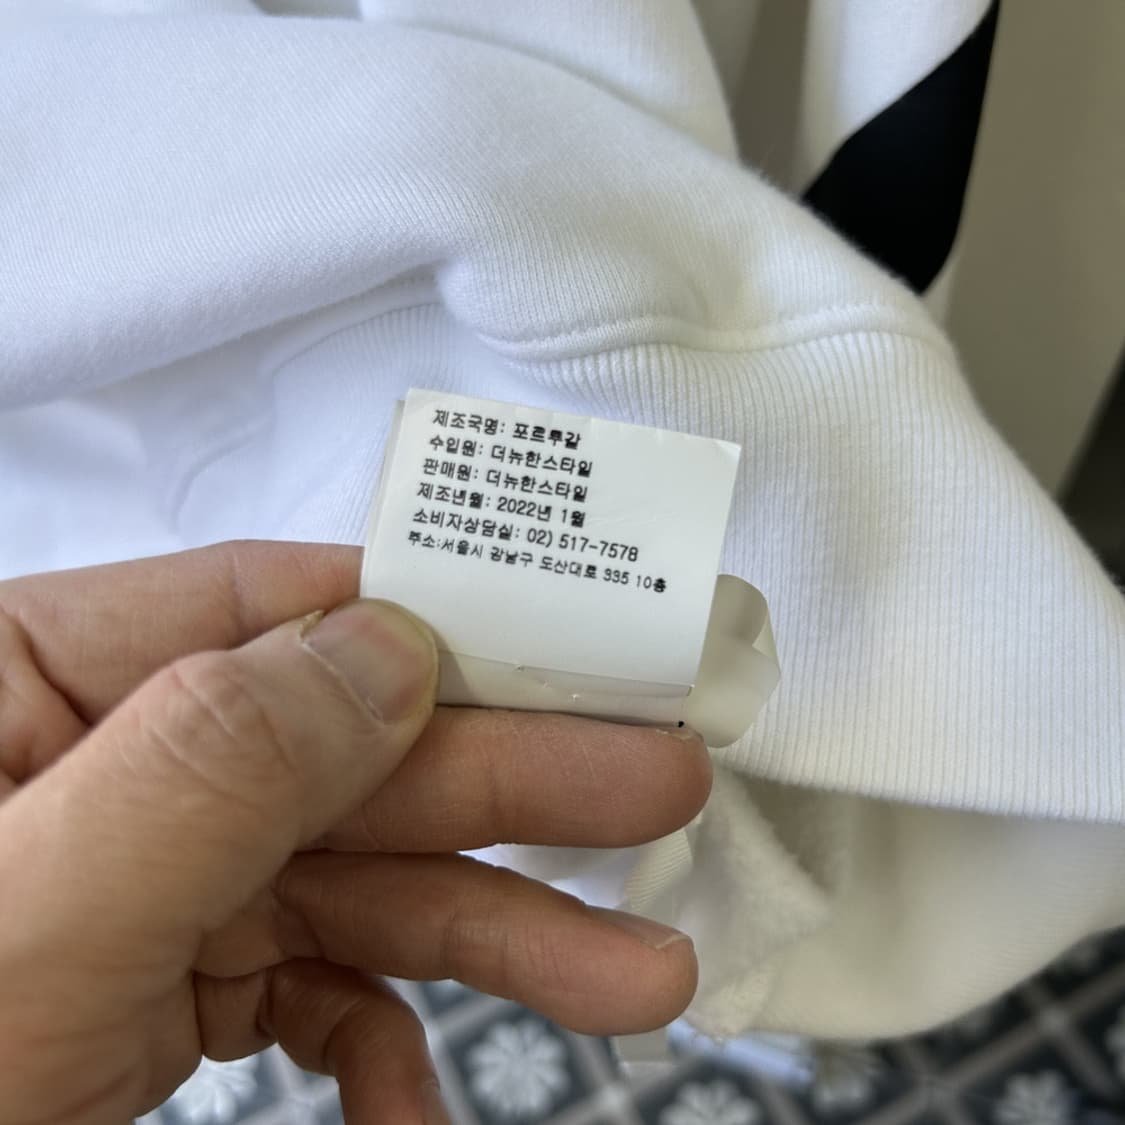 제조국명: 포르투갈
수입원: 더뉴한스타일
판매원: 더뉴한스타일
제조년월: 2022년 1월
소비자상담실: 02) 517-7578
주소:서울시 강남구 도산대로 335 10층